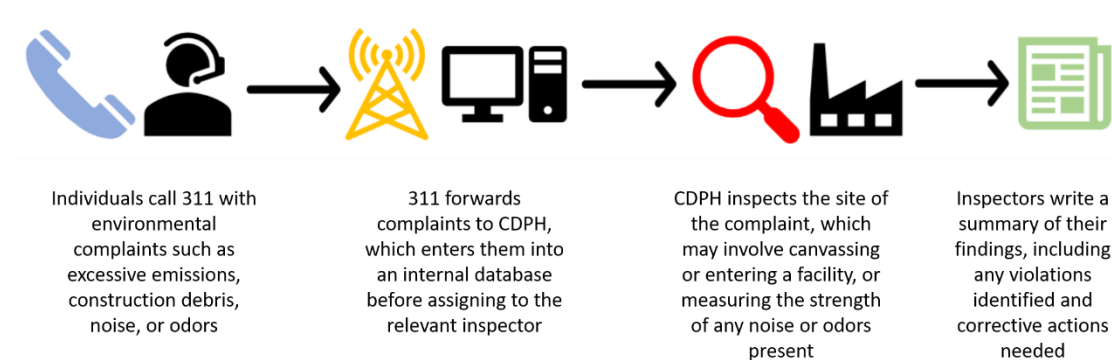 Individuals call 311 with
environmental
complaints such as
excessive emissions,
construction debris,
noise, or odors
311 forwards
complaints to CDPH,
which enters them into
an internal database
before assigning to the
relevant inspector
CDPH inspects the site of
the complaint, which
may involve canvassing
or entering a facility, or
measuring the strength
of any noise or odors
present
Inspectors write a
summary of their
findings, including
any violations
identified and
corrective actions
needed